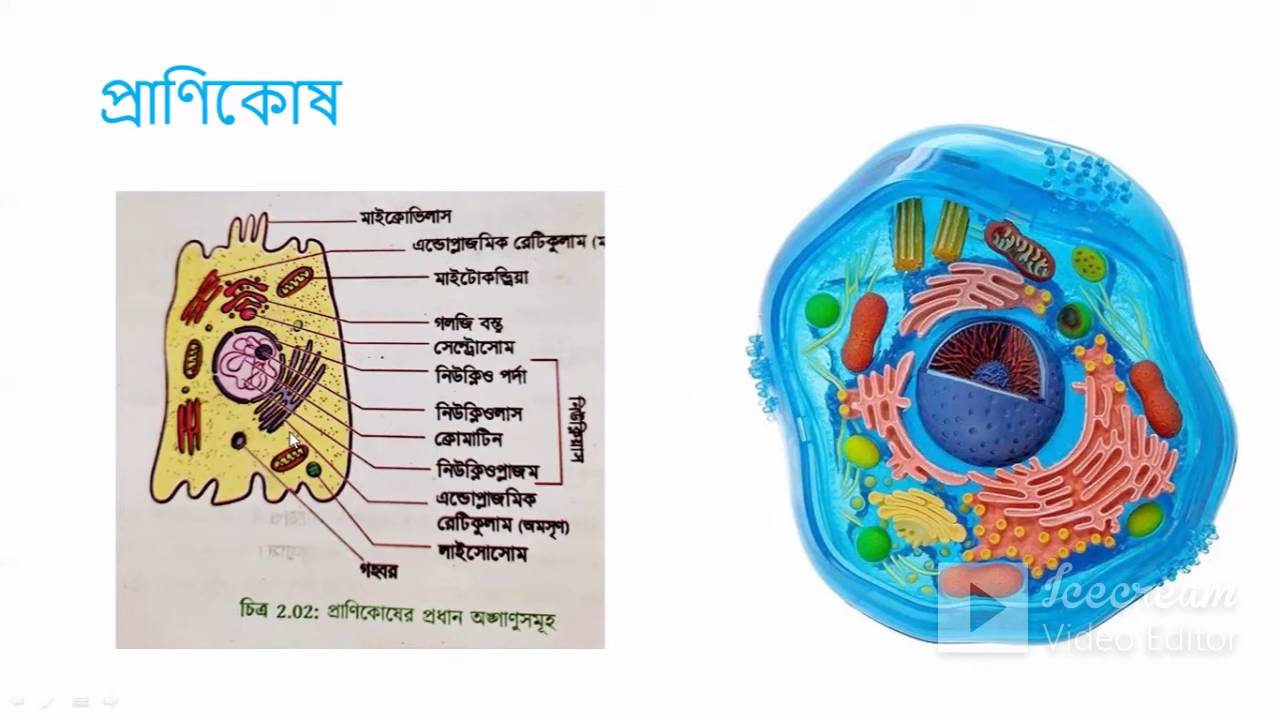 প্রাণিকোষ
মাইক্রোভিলাস
এন্ডোপ্লাজমিক রেটিকুলাম (ম
মাইটোকন্ড্রিয়া
গলজি বস্তু
সেন্ট্রোসোম
নিউক্লিও পর্দা
নিউক্লিওলাস
ক্রোমাটিন
নিউক্লিওপ্লাজম
নিউক্লিয়াস
এন্ডোপ্লাজমিক
রেটিকুলাম (অমসৃণ)
লাইসোসোম
গহ্বর
চিত্র 2.02: প্রাণিকোষের প্রধান অঙ্গাণুসমূহ
Icecream
Video Editor